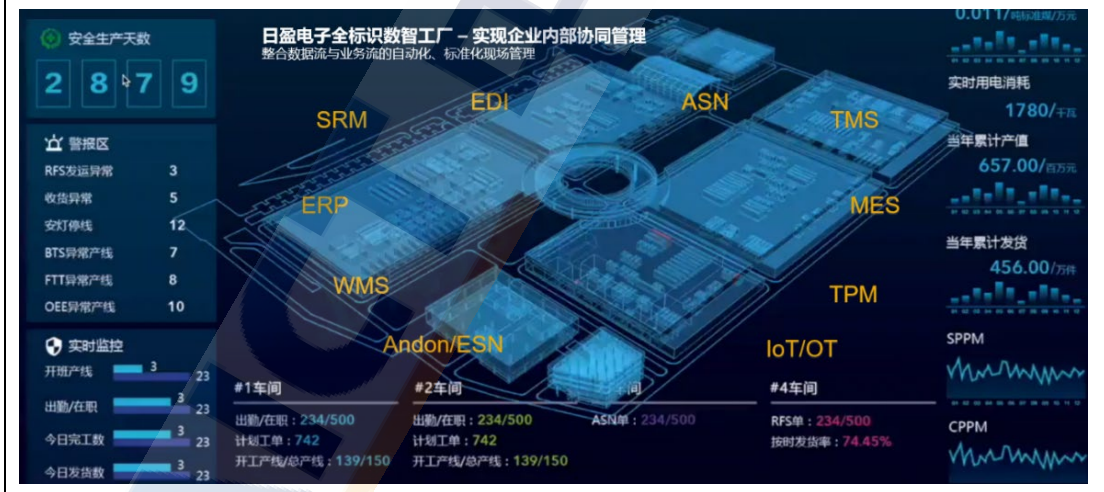 安全生产天数
2 8 7 9
警报区
RFS发运异常 3
收货异常 5
安灯停线 12
BTS异常产线 7
FTT异常产线 8
OEE异常产线 10
实时监控
开班产线 3 23
出勤/在职 3 23
今日完工数 3 23
今日发货数 3 23
日盈电子全标识数智工厂 – 实现企业内部协同管理
整合数据流与业务流的自动化、标准化现场管理
SRM
EDI
ASN
TMS
ERP
MES
WMS
TPM
Andon/ESN
IoT/OT
#1车间
出勤/在职：234/500
计划工单：742
开工产线/总产线：139/150
#2车间
出勤/在职：234/500
计划工单：742
开工产线/总产线：139/150
间
ASN单：234/500
#4车间
RFS单：234/500
按时发货率：74.45%
0.011/吨标准煤/万元
实时用电消耗
1780/千瓦
当年累计产值
657.00/百万元
当年累计发货
456.00/万件
SPPM
CPPM